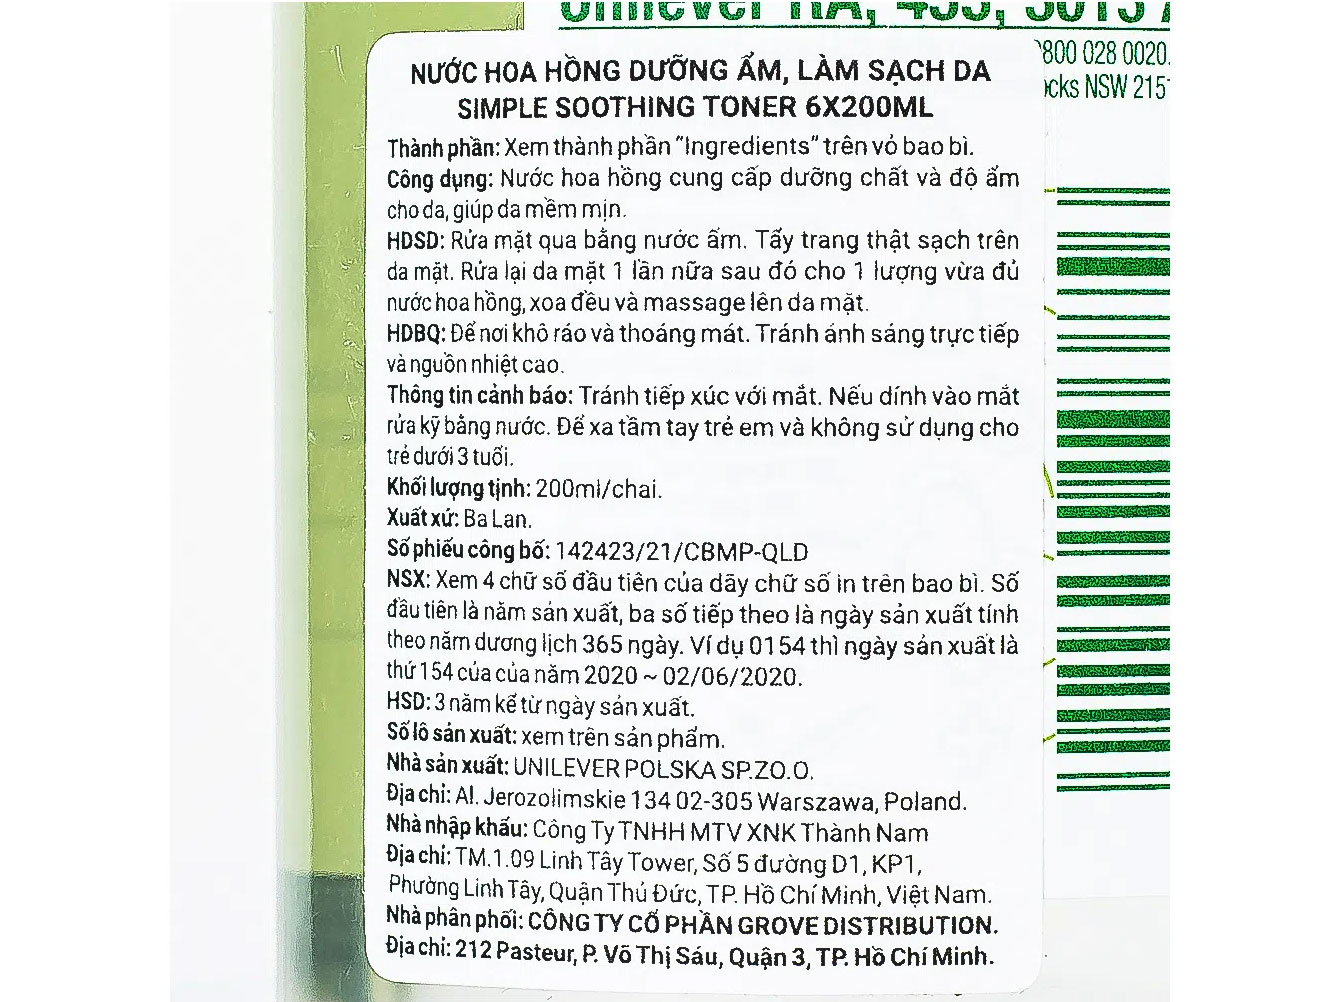 Unilever RA, 455, 3013 A
0800 028 0020.
NSW 215
NƯỚC HOA HỒNG DƯỠNG ẨM, LÀM SẠCH DA
SIMPLE SOOTHING TONER 6X200ML
Thành phần: Xem thành phần "Ingredients" trên vỏ bao bì.
Công dụng: Nước hoa hồng cung cấp dưỡng chất và độ ẩm
cho da, giúp da mềm mịn.
HDSD: Rửa mặt qua bằng nước ấm. Tẩy trang thật sạch trên
da mặt. Rửa lại da mặt 1 lần nữa sau đó cho 1 lượng vừa đủ
nước hoa hồng, xoa đều và massage lên da mặt.
HDBQ: Để nơi khô ráo và thoáng mát. Tránh ánh sáng trực tiếp
và nguồn nhiệt cao.
Thông tin cảnh báo: Tránh tiếp xúc với mắt. Nếu dính vào mắt
rửa kỹ bằng nước. Để xa tầm tay trẻ em và không sử dụng cho
trẻ dưới 3 tuổi.
Khối lượng tịnh: 200ml/chai.
Xuất xứ: Ba Lan.
Số phiếu công bố: 142423/21/CBMP-QLD
NSX: Xem 4 chữ số đầu tiên của dãy chữ số in trên bao bì. Số
đầu tiên là năm sản xuất, ba số tiếp theo là ngày sản xuất tính
theo năm dương lịch 365 ngày. Ví dụ 0154 thì ngày sản xuất là
thứ 154 của của năm 2020 ~ 02/06/2020.
HSD: 3 năm kể từ ngày sản xuất.
Số lô sản xuất: xem trên sản phẩm.
Nhà sản xuất: UNILEVER POLSKA SP.ZO.O.
Địa chỉ: Al. Jerozolimskie 134 02-305 Warszawa, Poland.
Nhà nhập khẩu: Công Ty TNHH MTV XNK Thành Nam
Địa chỉ: TM.1.09 Linh Tây Tower, Số 5 đường D1, KP1,
Phường Linh Tây, Quận Thủ Đức, TP. Hồ Chí Minh, Việt Nam.
Nhà phân phối: CÔNG TY CỔ PHẦN GROVE DISTRIBUTION.
Địa chỉ: 212 Pasteur, P. Võ Thị Sáu, Quận 3, TP. Hồ Chí Minh.